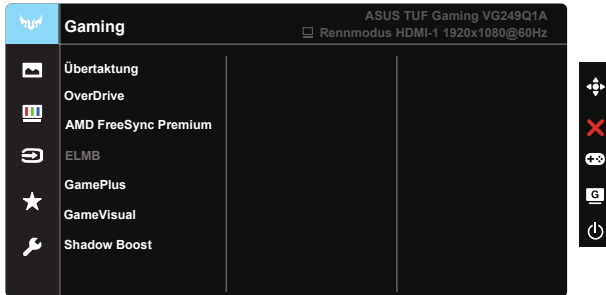 Gaming
ASUS TUF Gaming VG249Q1A
Rennmodus HDMI-1 1920x1080@60Hz
Übertaktung
OverDrive
AMD FreeSync Premium
ELMB
GamePlus
GameVisual
Shadow Boost
G